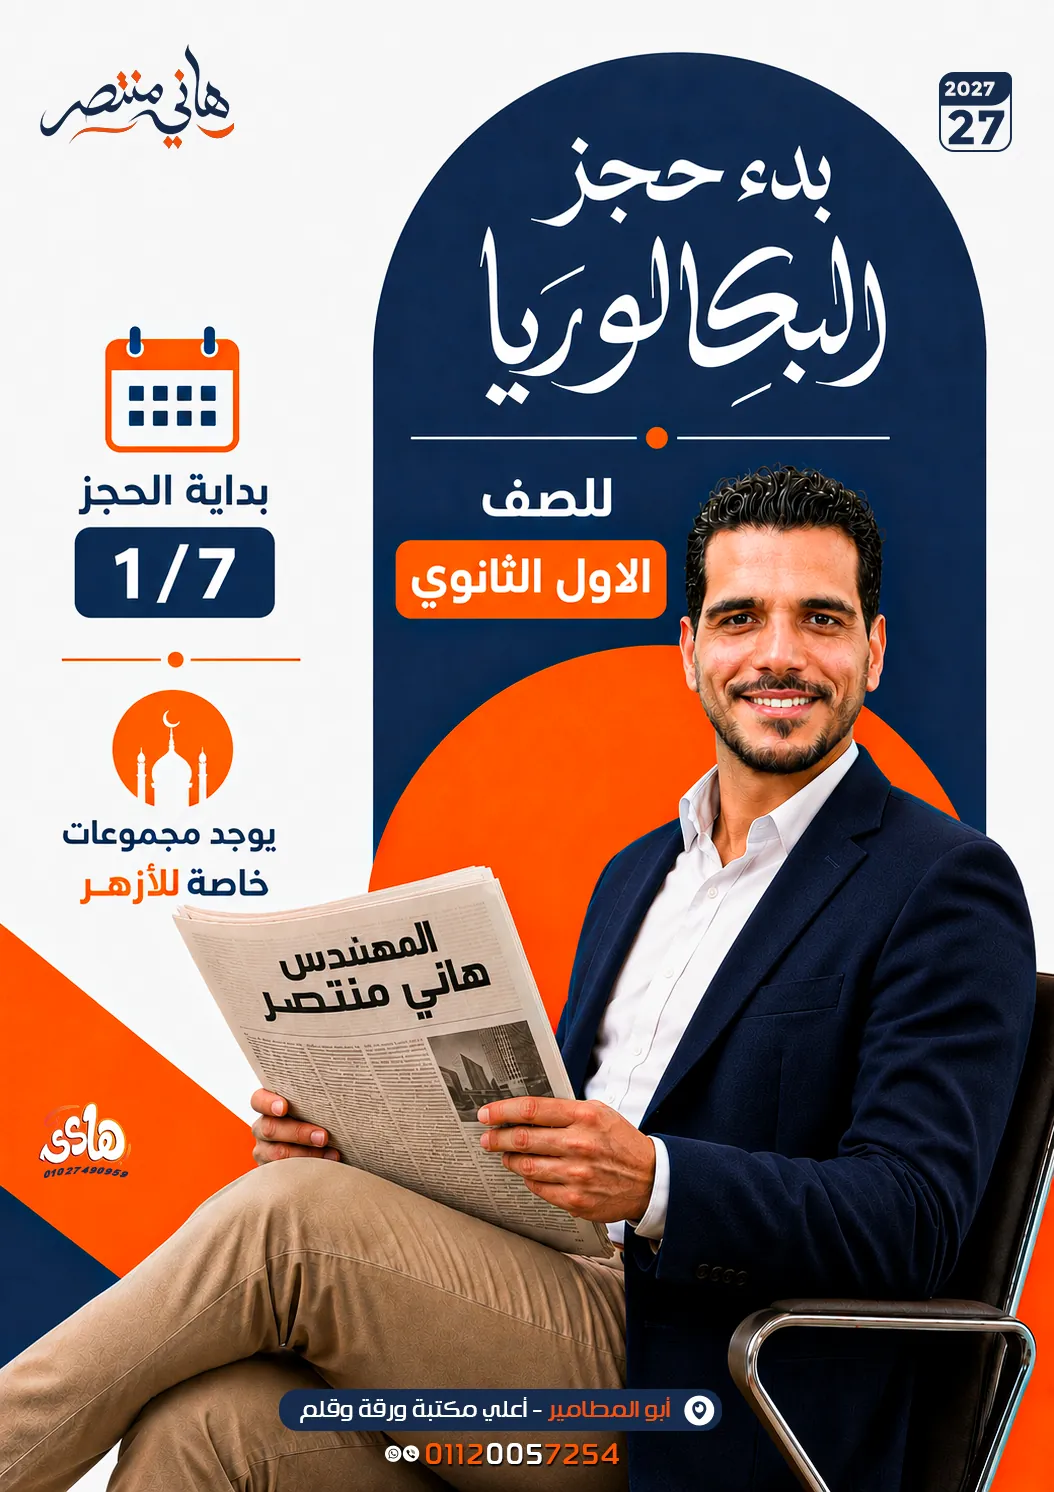 هاني منتصر
2027
27
بدء حجز
البكالوريا
للصف
الاول الثانوي
بداية الحجز
1/7
يوجد مجموعات
خاصة للأزهر
المهندس
هاني منتصر
هادى
01027490959
أبو المطامير - أعلي مكتبة ورقة وقلم
01120057254